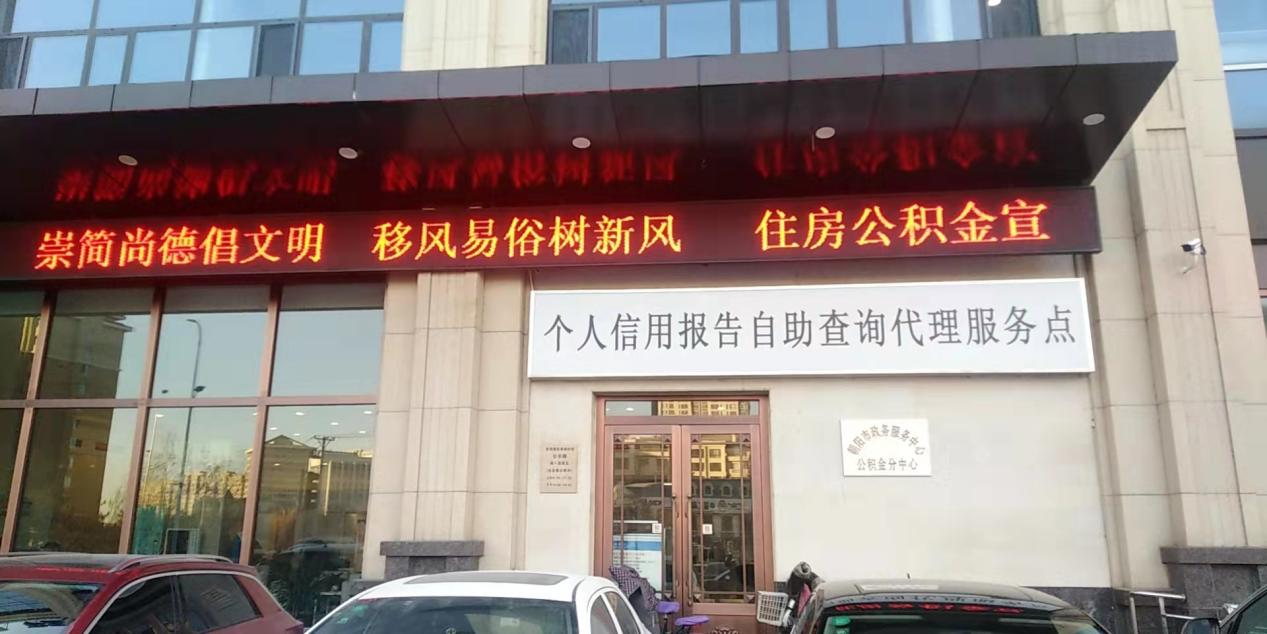 崇简尚德倡文明 移风易俗树新风 住房公积金宣
个人信用报告自助查询代理服务点
朝阳市政务服务中心
公积金分中心